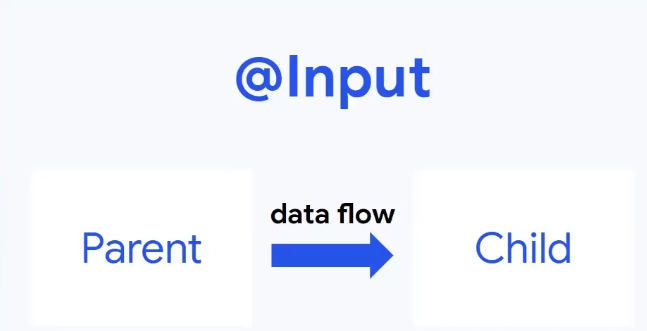 @Input
data flow
Parent
Child